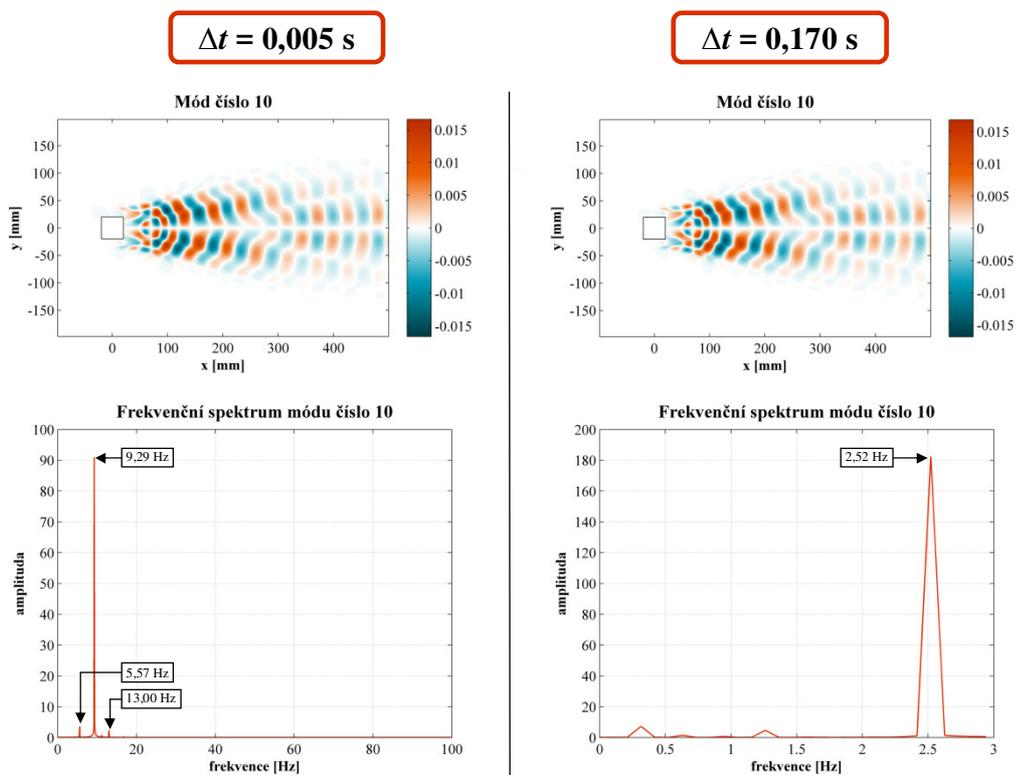 Δt = 0,005 s
Mód číslo 10
150
100
50
0
-50
-100
-150
y [mm]
0 100 200 300 400
x [mm]
0.015
0.01
0.005
0
-0.005
-0.01
-0.015
Frekvenční spektrum módu číslo 10
100
90
80
70
60
50
40
30
20
10
0
amplituda
9,29 Hz
5,57 Hz
13,00 Hz
0 20 40 60 80 100
frekvence [Hz]
Δt = 0,170 s
Mód číslo 10
150
100
50
0
-50
-100
-150
y [mm]
0 100 200 300 400
x [mm]
0.015
0.01
0.005
0
-0.005
-0.01
-0.015
Frekvenční spektrum módu číslo 10
200
180
160
140
120
100
80
60
40
20
0
amplituda
2,52 Hz
0 0.5 1 1.5 2 2.5 3
frekvence [Hz]